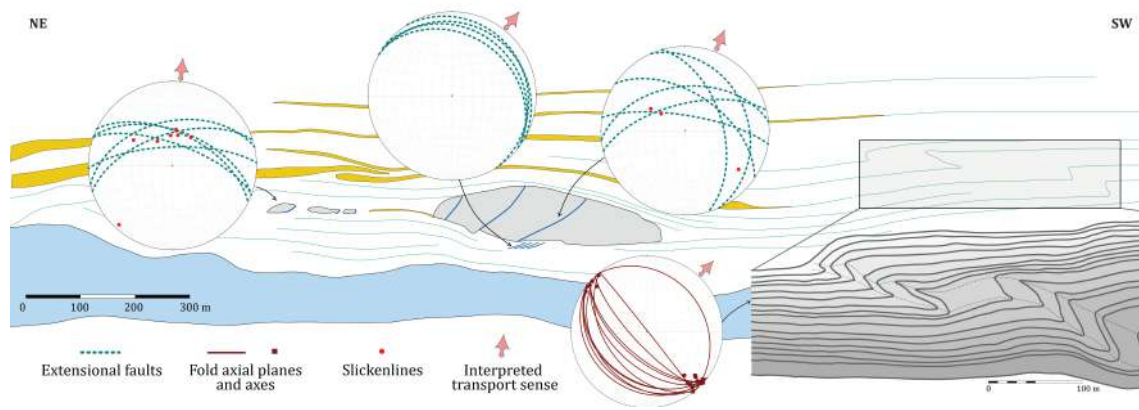 NE
SW
0 100 200 300 m
0 100 m
Extensional faults
Fold axial planes
and axes
Slickenlines
Interpreted
transport sense